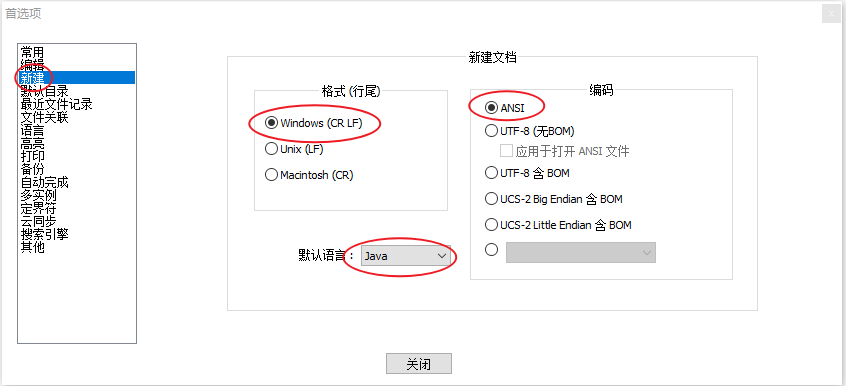 首选项
常用
编辑
新建
默认目录
最近文件记录
文件关联
语言
高亮
打印
备份
自动完成
多实例
定界符
云同步
搜索引擎
其他
新建文档
格式 (行尾)
Windows (CR LF)
Unix (LF)
Macintosh (CR)
默认语言：
Java
编码
ANSI
UTF-8 (无BOM)
应用于打开 ANSI 文件
UTF-8 含 BOM
UCS-2 Big Endian 含 BOM
UCS-2 Little Endian 含 BOM
关闭